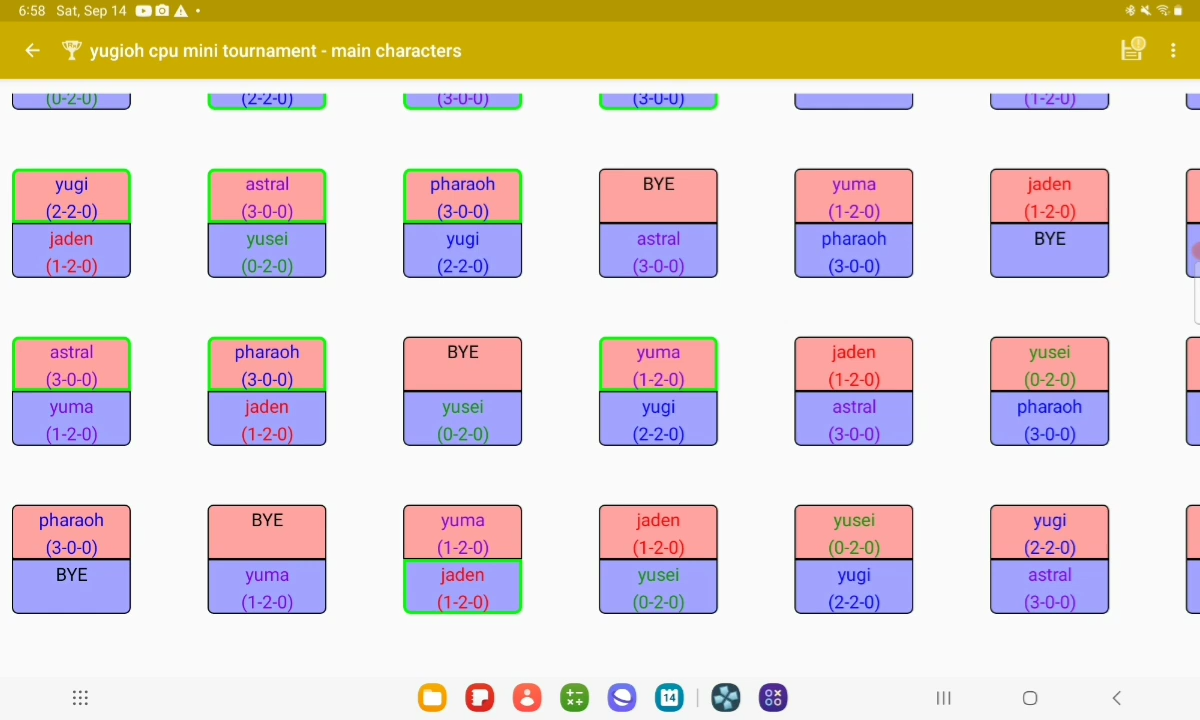 6:58 Sat, Sep 14
yugioh cpu mini tournament - main characters
(0-2-0) (2-2-0) (3-0-0) (3-0-0) (1-2-0)
yugi astral pharaoh BYE yuma jaden
(2-2-0) (3-0-0) (3-0-0) (1-2-0) (1-2-0)
jaden yusei yugi astral pharaoh BYE
(1-2-0) (0-2-0) (2-2-0) (3-0-0) (3-0-0)
astral pharaoh BYE yuma jaden yusei
(3-0-0) (3-0-0) (1-2-0) (1-2-0) (0-2-0)
yuma jaden yusei yugi astral pharaoh
(1-2-0) (1-2-0) (0-2-0) (2-2-0) (3-0-0) (3-0-0)
pharaoh BYE yuma jaden yusei yugi
(3-0-0) (1-2-0) (1-2-0) (0-2-0) (2-2-0)
BYE yuma jaden yusei yugi astral
(1-2-0) (1-2-0) (0-2-0) (2-2-0) (3-0-0)
14